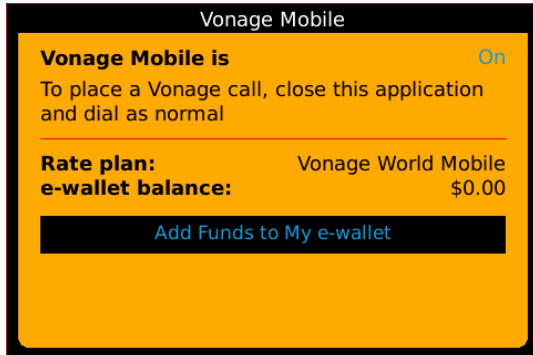 Vonage Mobile
Vonage Mobile is On
To place a Vonage call, close this application
and dial as normal
Rate plan: Vonage World Mobile
e-wallet balance: $0.00
Add Funds to My e-wallet